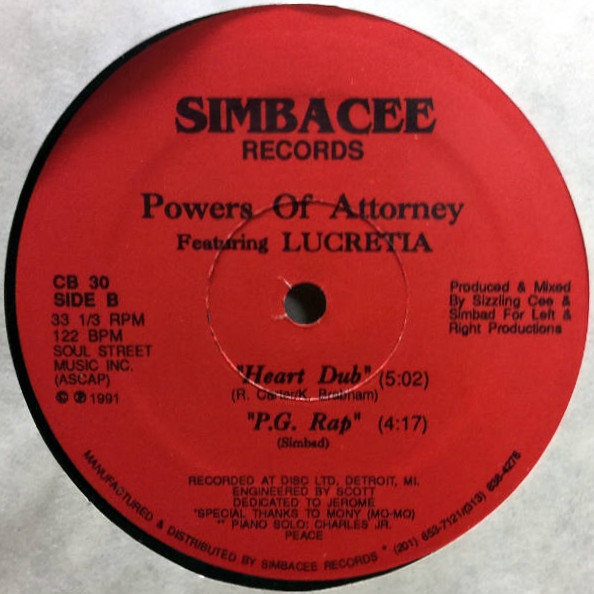 SIMBACEE
RECORDS
Powers Of Attorney
Featuring LUCRETIA
CB 30
SIDE B
33 1/3 RPM
122 BPM
SOUL STREET
MUSIC INC.
(ASCAP)
© ℗ 1991
Produced & Mixed
By Sizzling Cee &
Simbad For Left &
Right Productions
"Heart Dub" (5:02)
(R. Carter/K. Brabham)
"P.G. Rap" (4:17)
(Simbad)
RECORDED AT DISC LTD, DETROIT, MI.
ENGINEERED BY SCOTT
DEDICATED TO JEROME
"SPECIAL THANKS TO MONY (MO-MO)
"" PIANO SOLO: CHARLES JR.
PEACE
MANUFACTURED & DISTRIBUTED BY SIMBACEE RECORDS * (201) 653-7121/(313) 836-4276